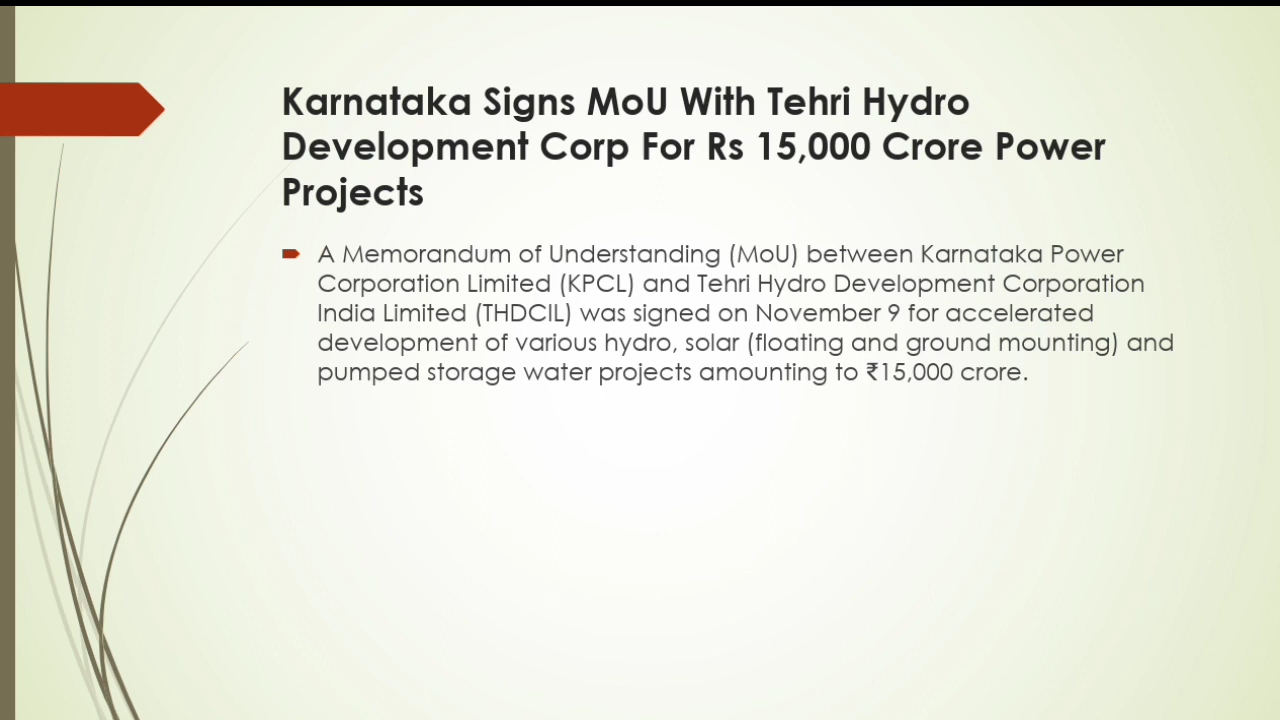 Karnataka Signs MoU With Tehri Hydro
Development Corp For Rs 15,000 Crore Power
Projects
A Memorandum of Understanding (MoU) between Karnataka Power
Corporation Limited (KPCL) and Tehri Hydro Development Corporation
India Limited (THDCIL) was signed on November 9 for accelerated
development of various hydro, solar (floating and ground mounting) and
pumped storage water projects amounting to ₹15,000 crore.